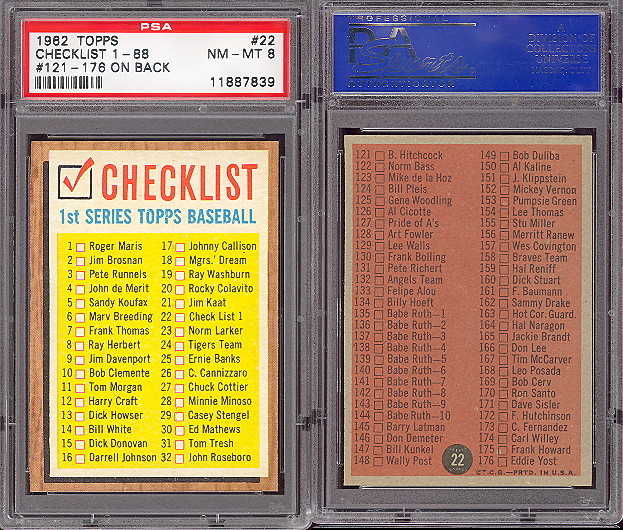 PSA
1962 TOPPS #22
CHECKLIST 1-88 NM-MT 8
#121-176 ON BACK
11887839
CHECKLIST
1st SERIES TOPPS BASEBALL
1 Roger Maris
2 Jim Brosnan
3 Pete Runnels
4 John de Merit
5 Sandy Koufax
6 Marv Breeding
7 Frank Thomas
8 Ray Herbert
9 Jim Davenport
10 Bob Clemente
11 Tom Morgan
12 Harry Craft
13 Dick Howser
14 Bill White
15 Dick Donovan
16 Darrell Johnson
17 Johnny Callison
18 Mgrs.' Dream
19 Ray Washburn
20 Rocky Colavito
21 Jim Kaat
22 Check List 1
23 Norm Larker
24 Tigers Team
25 Ernie Banks
26 C. Cannizzaro
27 Chuck Cottier
28 Minnie Minoso
29 Casey Stengel
30 Ed Mathews
31 Tom Tresh
32 John Roseboro
PROFESSIONAL
PSA
Sports
AUTHENTICATOR
A
DIVISION OF
COLLECTORS
UNIVERSE
NASDAQ: CLCT
121 B. Hitchcock
122 Norm Bass
123 Mike de la Hoz
124 Bill Pleis
125 Gene Woodling
126 Al Cicotte
127 Pride of A's
128 Art Fowler
129 Lee Walls
130 Frank Bolling
131 Pete Richert
132 Angels Team
133 Felipe Alou
134 Billy Hoeft
135 Babe Ruth—1
136 Babe Ruth—2
137 Babe Ruth—3
138 Babe Ruth—4
139 Babe Ruth—5
140 Babe Ruth—6
141 Babe Ruth—7
142 Babe Ruth—8
143 Babe Ruth—9
144 Babe Ruth—10
145 Barry Latman
146 Don Demeter
147 Bill Kunkel
148 Wally Post
149 Bob Duliba
150 Al Kaline
151 J. Klippstein
152 Mickey Vernon
153 Pumpsie Green
154 Lee Thomas
155 Stu Miller
156 Merritt Ranew
157 Wes Covington
158 Braves Team
159 Hal Reniff
160 Dick Stuart
161 F. Baumann
162 Sammy Drake
163 Hot Cor. Guard.
164 Hal Naragon
165 Jackie Brandt
166 Don Lee
167 Tim McCarver
168 Leo Posada
169 Bob Cerv
170 Ron Santo
171 Dave Sisler
172 F. Hutchinson
173 C. Fernandez
174 Carl Willey
175 Frank Howard
176 Eddie Yost
22
©T.C.G.—PRTD. IN U.S.A.